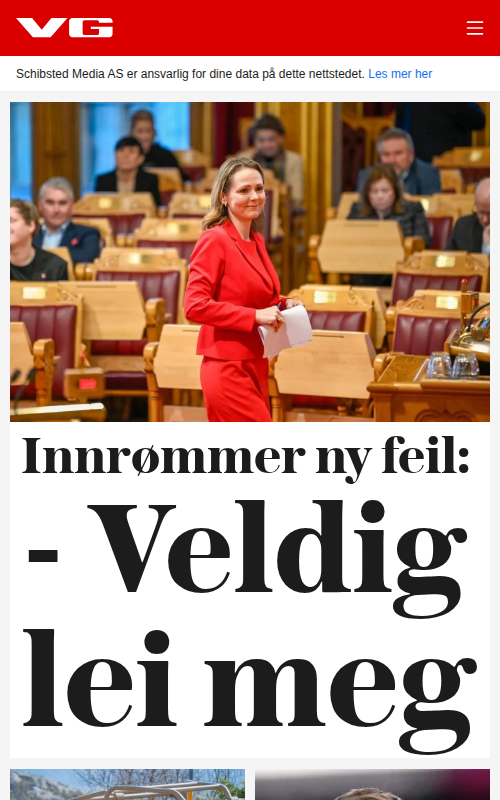 VG
Schibsted Media AS er ansvarlig for dine data på dette nettstedet. Les mer her
Innrømmer ny feil:
- Veldig
lei meg